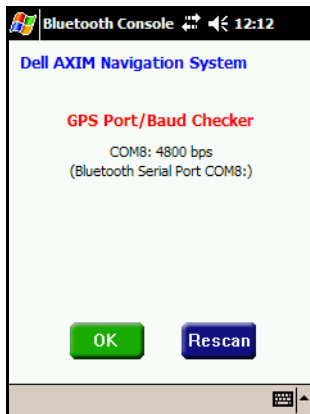 Bluetooth Console 12:12
Dell AXIM Navigation System
GPS Port/Baud Checker
COM8: 4800 bps
(Bluetooth Serial Port COM8:)
OK Rescan